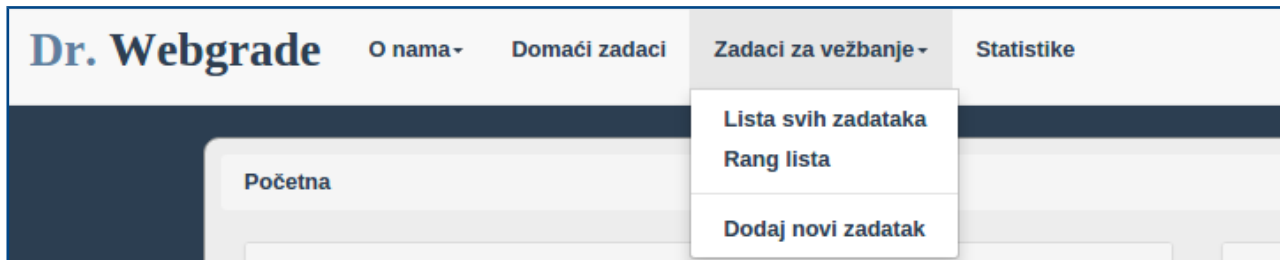 Dr. Webgrade O nama Domaći zadaci Zadaci za vežbanje Statistike
Lista svih zadataka
Rang lista
Početna
Dodaj novi zadatak